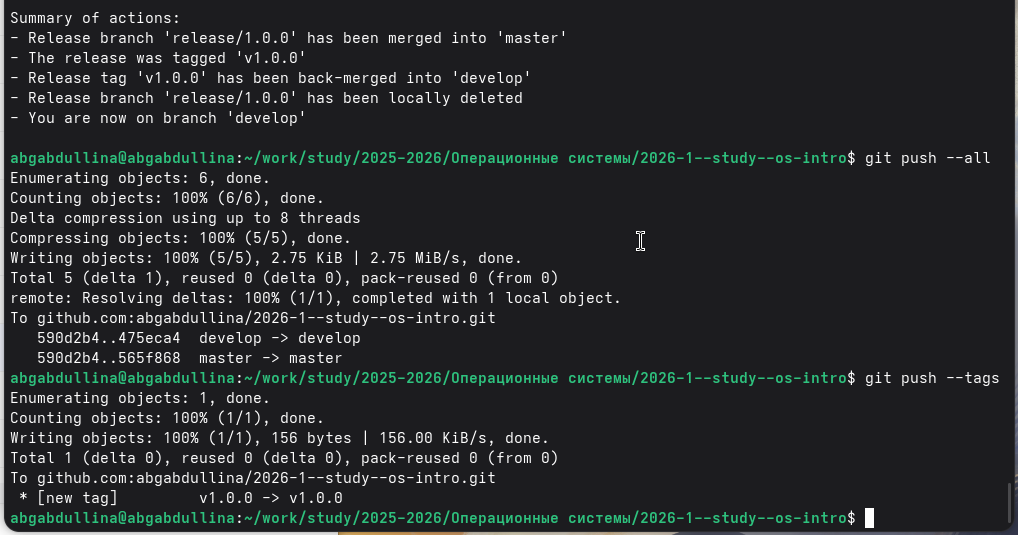 Summary of actions:
- Release branch 'release/1.0.0' has been merged into 'master'
- The release was tagged 'v1.0.0'
- Release tag 'v1.0.0' has been back-merged into 'develop'
- Release branch 'release/1.0.0' has been locally deleted
- You are now on branch 'develop'
abgabdullina@abgabdullina:~/work/study/2025-2026/Операционные системы/2026-1--study--os-intro$ git push --all
Enumerating objects: 6, done.
Counting objects: 100% (6/6), done.
Delta compression using up to 8 threads
Compressing objects: 100% (5/5), done.
Writing objects: 100% (5/5), 2.75 KiB | 2.75 MiB/s, done.
Total 5 (delta 1), reused 0 (delta 0), pack-reused 0 (from 0)
remote: Resolving deltas: 100% (1/1), completed with 1 local object.
To github.com:abgabdullina/2026-1--study--os-intro.git
   590d2b4..475eca4  develop -> develop
   590d2b4..565f868  master -> master
abgabdullina@abgabdullina:~/work/study/2025-2026/Операционные системы/2026-1--study--os-intro$ git push --tags
Enumerating objects: 1, done.
Counting objects: 100% (1/1), done.
Writing objects: 100% (1/1), 156 bytes | 156.00 KiB/s, done.
Total 1 (delta 0), reused 0 (delta 0), pack-reused 0 (from 0)
To github.com:abgabdullina/2026-1--study--os-intro.git
 * [new tag]         v1.0.0 -> v1.0.0
abgabdullina@abgabdullina:~/work/study/2025-2026/Операционные системы/2026-1--study--os-intro$